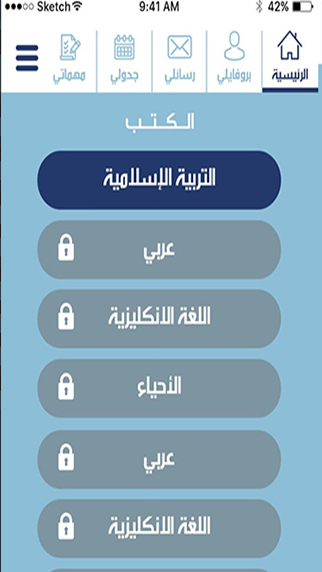 Sketch 9:41 AM 42%
الرئيسية بروفايلي رسائلي جدولي مهماتي
الكتب
التربية الإسلامية
عربي
اللغة الانكليزية
الأحياء
عربي
اللغة الانكليزية